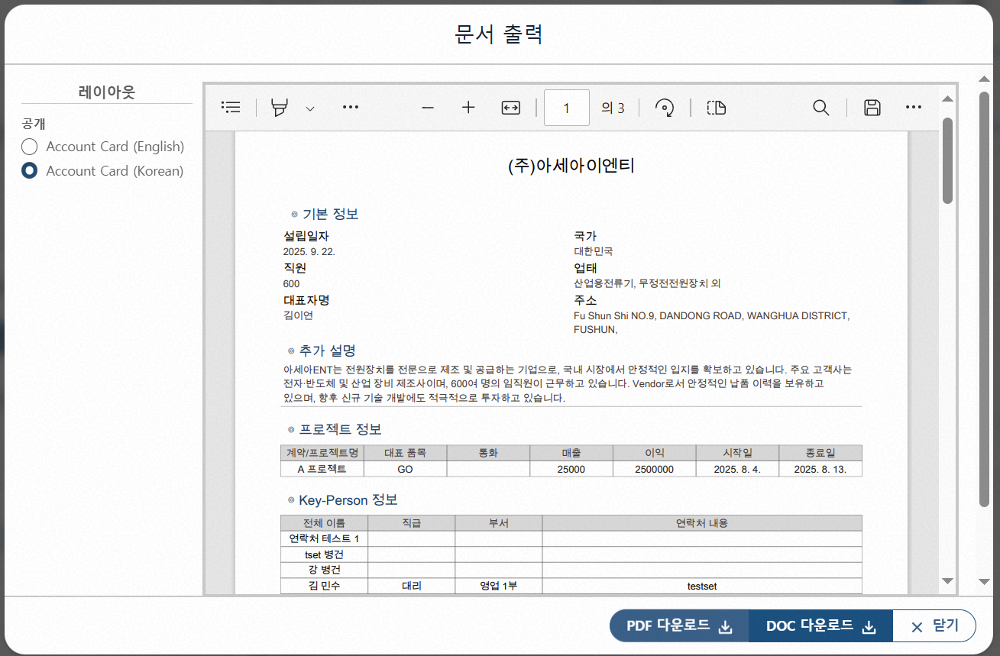 문서 출력
레이아웃
공개
Account Card (English)
Account Card (Korean)
1 의 3
(주)아세아이엔티
기본 정보
설립일자 국가
2025. 9. 22. 대한민국
직원 업태
600 산업용전류기, 무정전전원장치 외
대표자명 주소
김이연 Fu Shun Shi NO.9, DANDONG ROAD, WANGHUA DISTRICT,
FUSHUN,
추가 설명
아세아ENT는 전원장치를 전문으로 제조 및 공급하는 기업으로, 국내 시장에서 안정적인 입지를 확보하고 있습니다. 주요 고객사는
전자·반도체 및 산업 장비 제조사이며, 600여 명의 임직원이 근무하고 있습니다. Vendor로서 안정적인 납품 이력을 보유하고
있으며, 향후 신규 기술 개발에도 적극적으로 투자하고 있습니다.
프로젝트 정보
계약/프로젝트명 대표 품목 통화 매출 이익 시작일 종료일
A 프로젝트 GO 25000 2500000 2025. 8. 4. 2025. 8. 13.
Key-Person 정보
전체 이름 직급 부서 연락처 내용
연락처 테스트 1
tset 병건
강 병건
김 민수 대리 영업 1부 testset
PDF 다운로드 DOC 다운로드 닫기